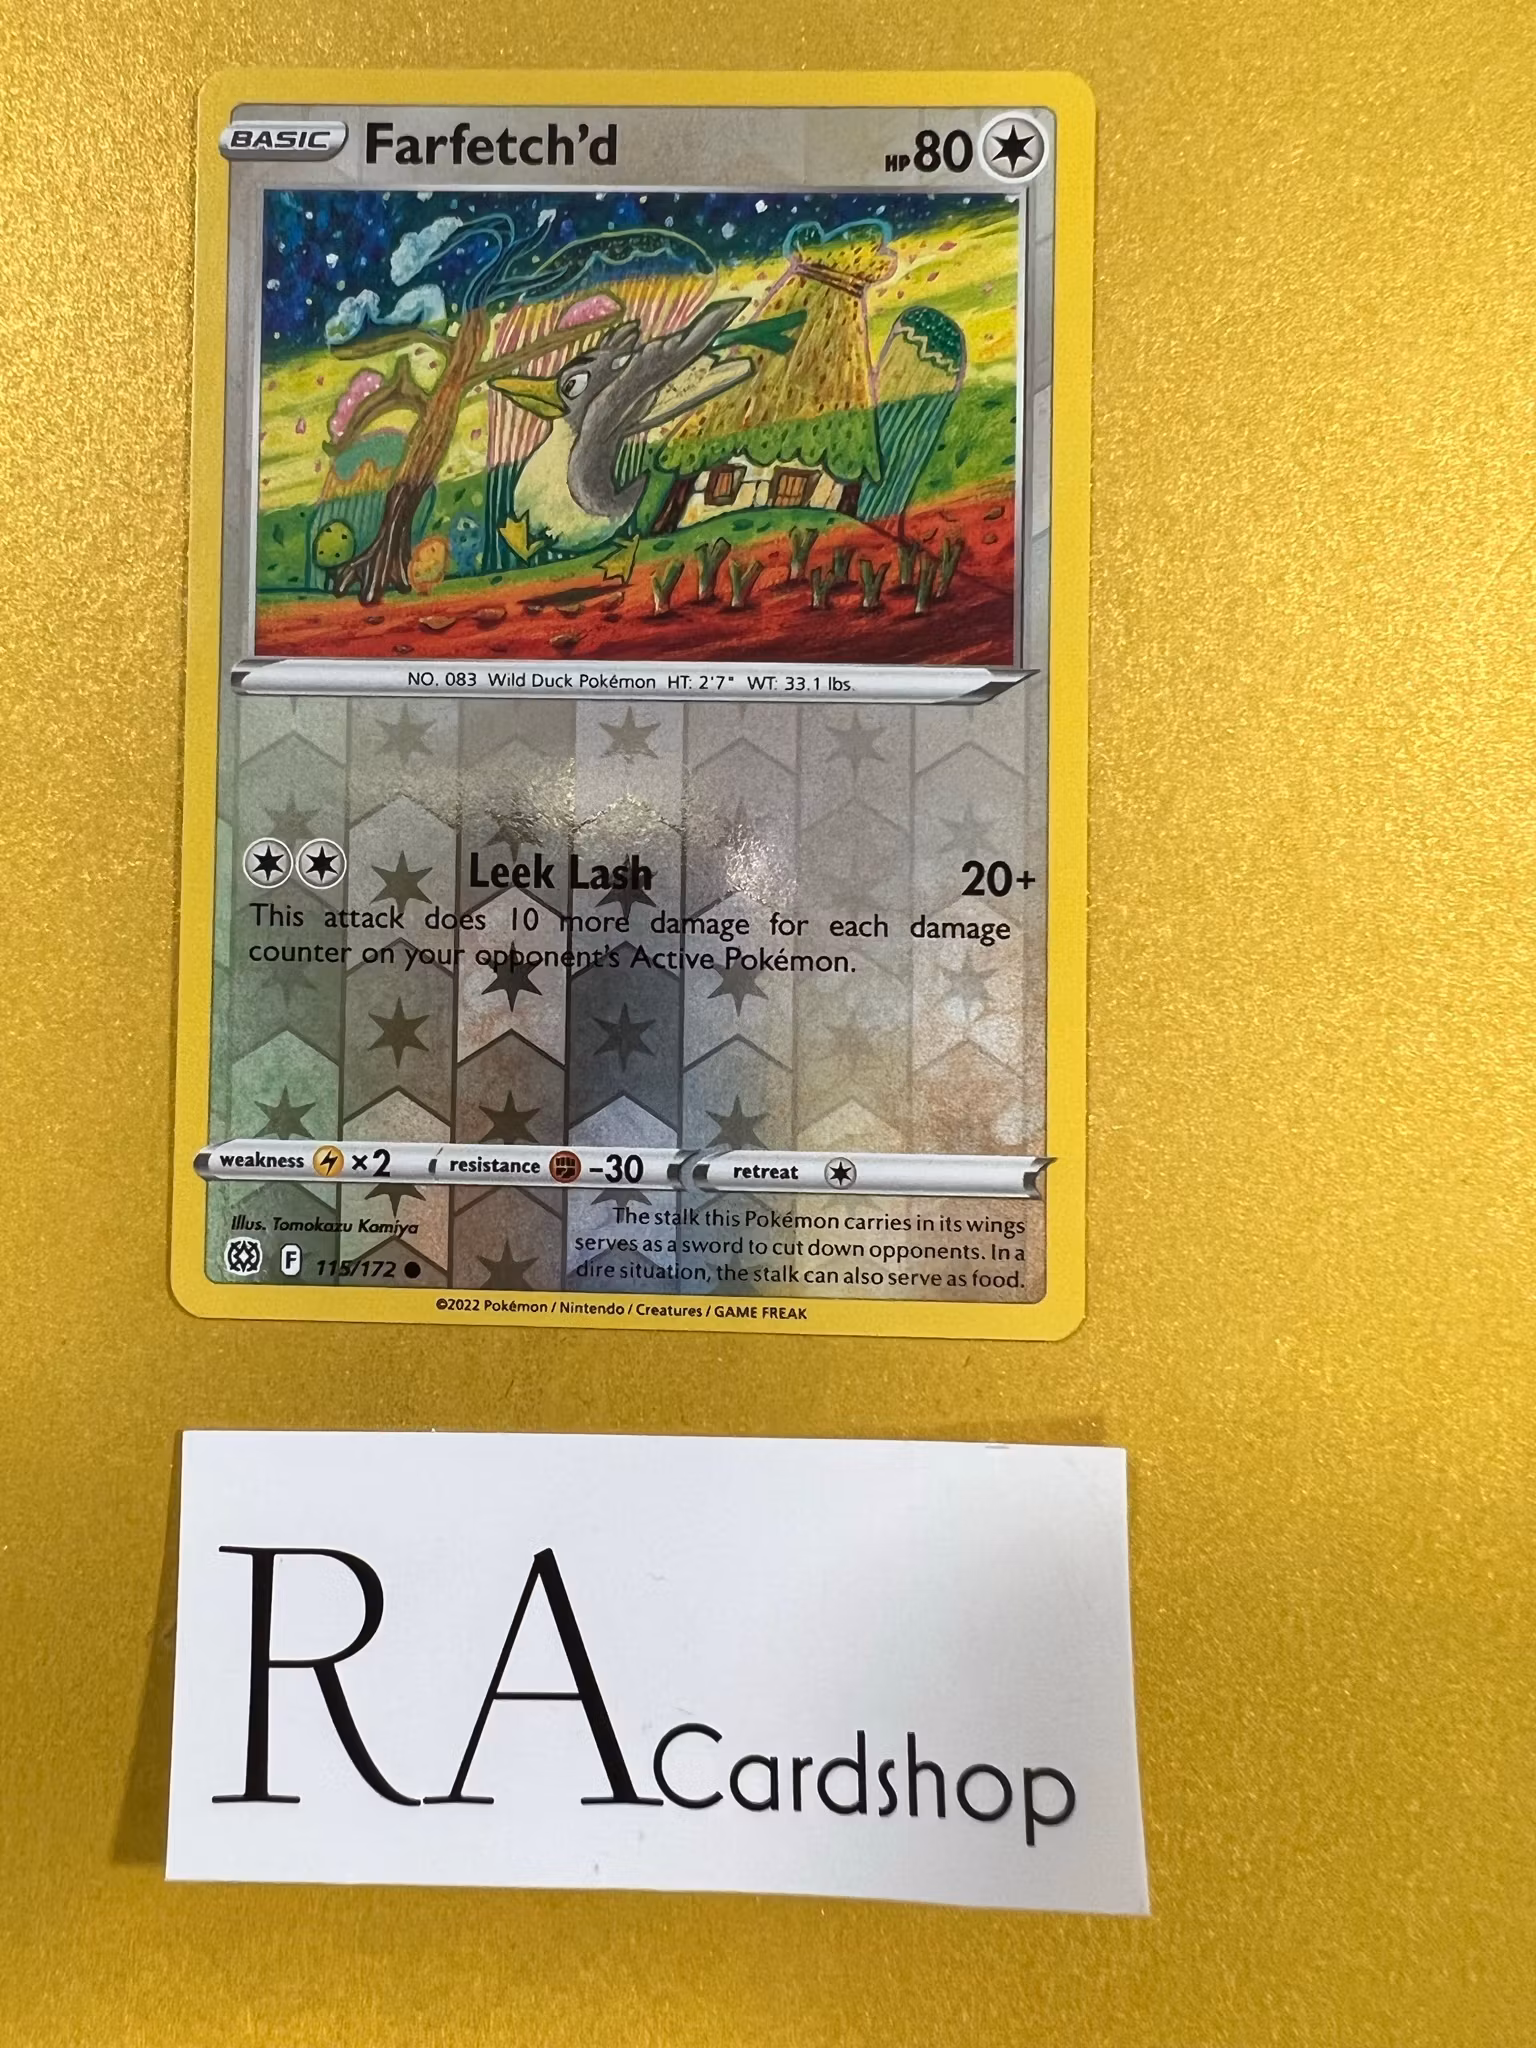 BASIC Farfetch'd HP 80
NO. 083 Wild Duck Pokémon HT: 2'7" WT: 33.1 lbs.
Leek Lash 20+
This attack does 10 more damage for each damage
counter on your opponent's Active Pokémon.
weakness ×2 resistance -30 retreat
Illus. Tomokazu Komiya
F 115/172
The stalk this Pokémon carries in its wings
serves as a sword to cut down opponents. In a
dire situation, the stalk can also serve as food.
©2022 Pokémon / Nintendo / Creatures / GAME FREAK
RA Cardshop